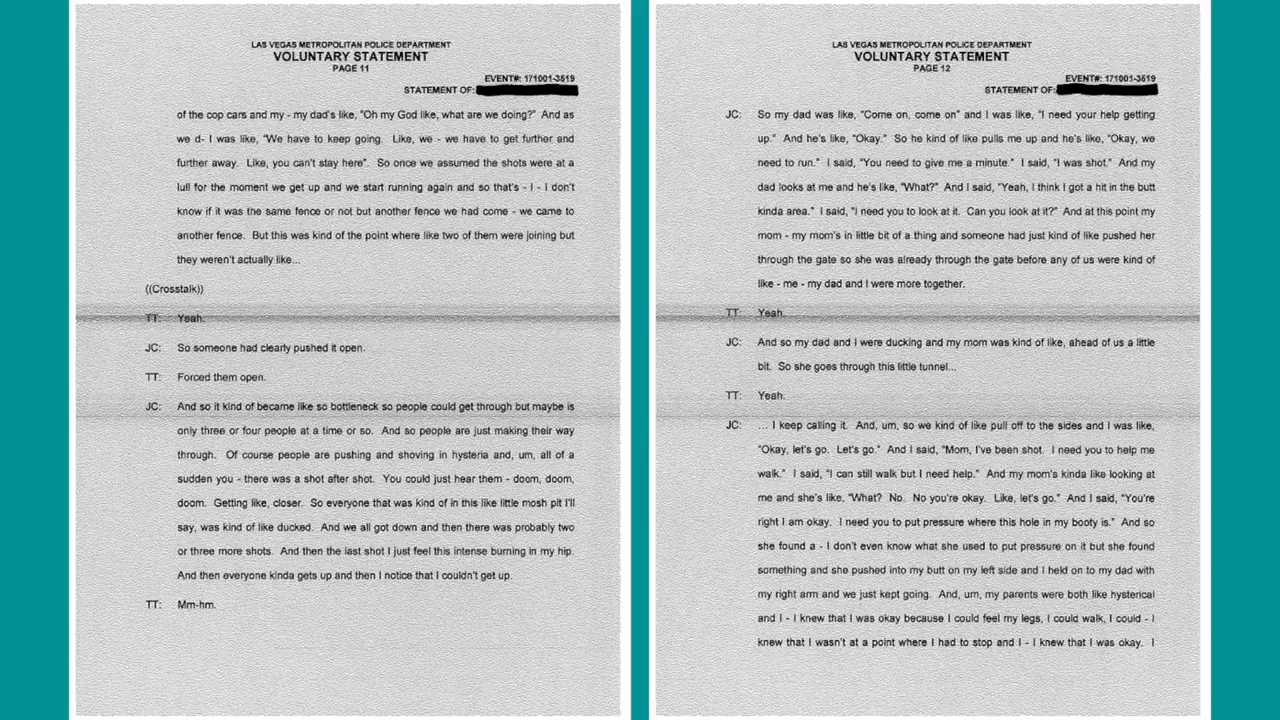 LAS VEGAS METROPOLITAN POLICE DEPARTMENT
VOLUNTARY STATEMENT
PAGE 11
EVENT#: 171001-3519
STATEMENT OF:
of the cop cars and my - my dad's like, "Oh my God like, what are we doing?" And as
we d- I was like, "We have to keep going. Like, we - we have to get further and
further away. Like, you can't stay here". So once we assumed the shots were at a
lull for the moment we get up and we start running again and so that's - I - I don't
know if it was the same fence or not but another fence we had come - we came to
another fence. But this was kind of the point where like two of them were joining but
they weren't actually like...
((Crosstalk))
TT: Yeah.
JC: So someone had clearly pushed it open.
TT: Forced them open.
JC: And so it kind of became like so bottleneck so people could get through but maybe is
only three or four people at a time or so. And so people are just making their way
through. Of course people are pushing and shoving in hysteria and, um, all of a
sudden you - there was a shot after shot. You could just hear them - doom, doom,
doom. Getting like, closer. So everyone that was kind of in this like little mosh pit I'll
say, was kind of like ducked. And we all got down and then there was probably two
or three more shots. And then the last shot I just feel this intense burning in my hip.
And then everyone kinda gets up and then I notice that I couldn't get up.
TT: Mm-hm.
LAS VEGAS METROPOLITAN POLICE DEPARTMENT
VOLUNTARY STATEMENT
PAGE 12
EVENT#: 171001-3519
STATEMENT OF:
JC: So my dad was like, "Come on, come on" and I was like, "I need your help getting
up." And he's like, "Okay." So he kind of like pulls me up and he's like, "Okay, we
need to run." I said, "You need to give me a minute." I said, "I was shot." And my
dad looks at me and he's like, "What?" And I said, "Yeah, I think I got a hit in the butt
kinda area." I said, "I need you to look at it. Can you look at it?" And at this point my
mom - my mom's in little bit of a thing and someone had just kind of like pushed her
through the gate so she was already through the gate before any of us were kind of
like - me - my dad and I were more together.
TT: Yeah.
JC: And so my dad and I were ducking and my mom was kind of like, ahead of us a little
bit. So she goes through this little tunnel...
TT: Yeah.
JC: ... I keep calling it. And, um, so we kind of like pull off to the sides and I was like,
"Okay, let's go. Let's go." And I said, "Mom, I've been shot. I need you to help me
walk." I said, "I can still walk but I need help." And my mom's kinda like looking at
me and she's like, "What? No. No you're okay. Like, let's go." And I said, "You're
right I am okay. I need you to put pressure where this hole in my booty is." And so
she found a - I don't even know what she used to put pressure on it but she found
something and she pushed into my butt on my left side and I held on to my dad with
my right arm and we just kept going. And, um, my parents were both like hysterical
and I - I knew that I was okay because I could feel my legs, I could walk, I could - I
knew that I wasn't at a point where I had to stop and I - I knew that I was okay. I